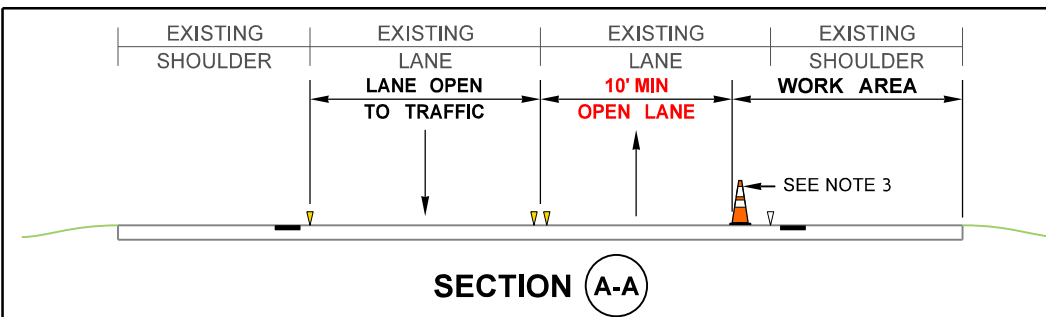 EXISTING EXISTING EXISTING EXISTING
SHOULDER LANE LANE SHOULDER
LANE OPEN 10' MIN WORK AREA
TO TRAFFIC OPEN LANE
SEE NOTE 3
SECTION A-A